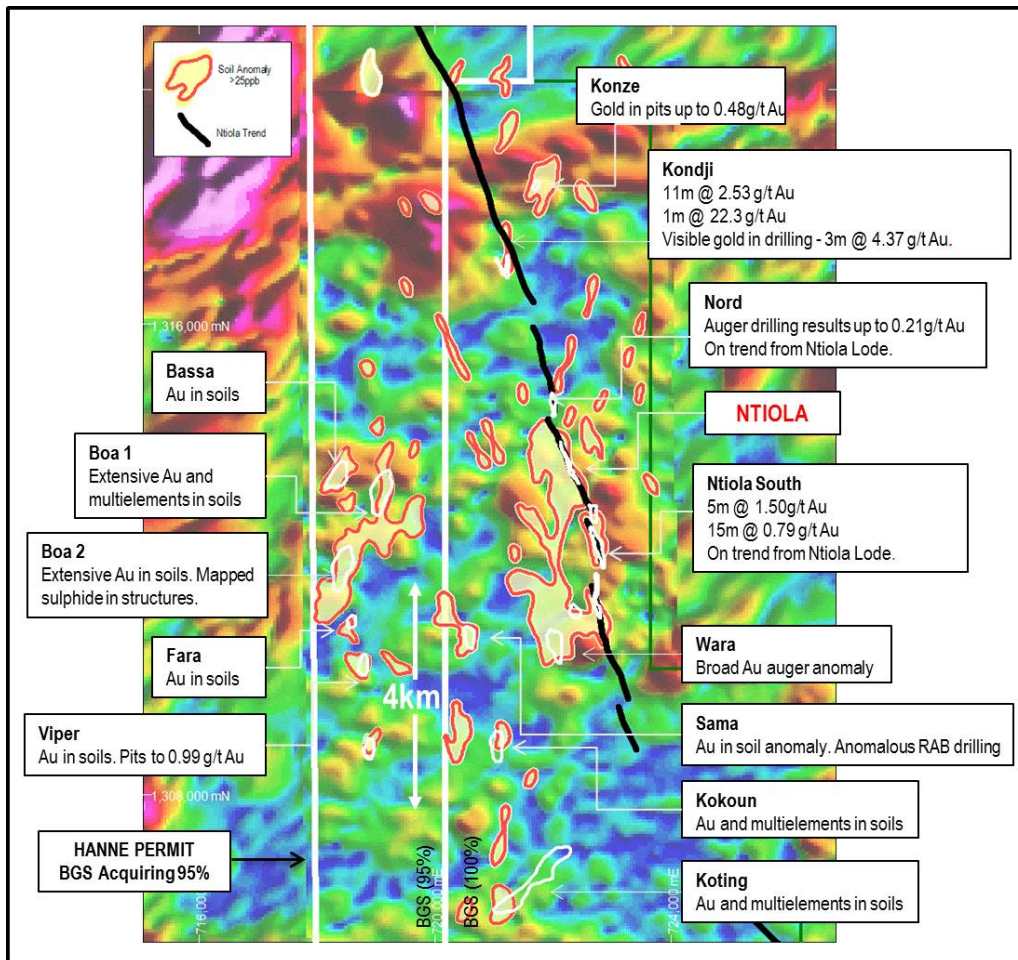 Soil Anomaly
>25ppb
Ntiola Trend
Konze
Gold in pits up to 0.48g/t Au
Kondji
11m @ 2.53 g/t Au
1m @ 22.3 g/t Au
Visible gold in drilling - 3m @ 4.37 g/t Au.
Nord
Auger drilling results up to 0.21g/t Au
On trend from Ntiola Lode.
1,316,000 mN
Bassa
Au in soils
NTIOLA
Boa 1
Extensive Au and
multielements in soils
Ntiola South
5m @ 1.50g/t Au
15m @ 0.79 g/t Au
On trend from Ntiola Lode.
Boa 2
Extensive Au in soils. Mapped
sulphide in structures.
Fara
Au in soils
4km
Wara
Broad Au auger anomaly
Viper
Au in soils. Pits to 0.99 g/t Au
Sama
Au in soil anomaly. Anomalous RAB drilling
1,308,000 mN
Kokoun
Au and multielements in soils
HANNE PERMIT
BGS Acquiring 95%
Koting
Au and multielements in soils
716,000
BGS (95%)
720,000 mE
BGS (100%)
724,000 mE